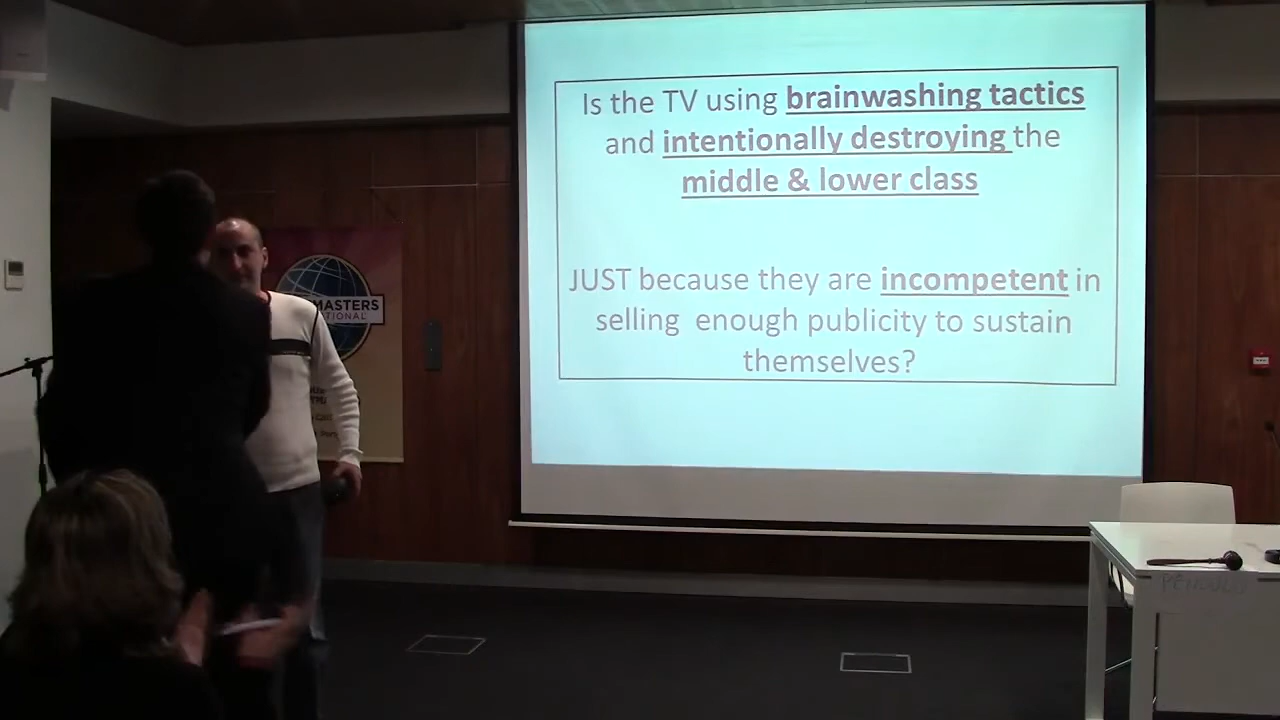 Is the TV using brainwashing tactics
and intentionally destroying the
middle & lower class
JUST because they are incompetent in
selling enough publicity to sustain
themselves?
MASTERS
TIONAL